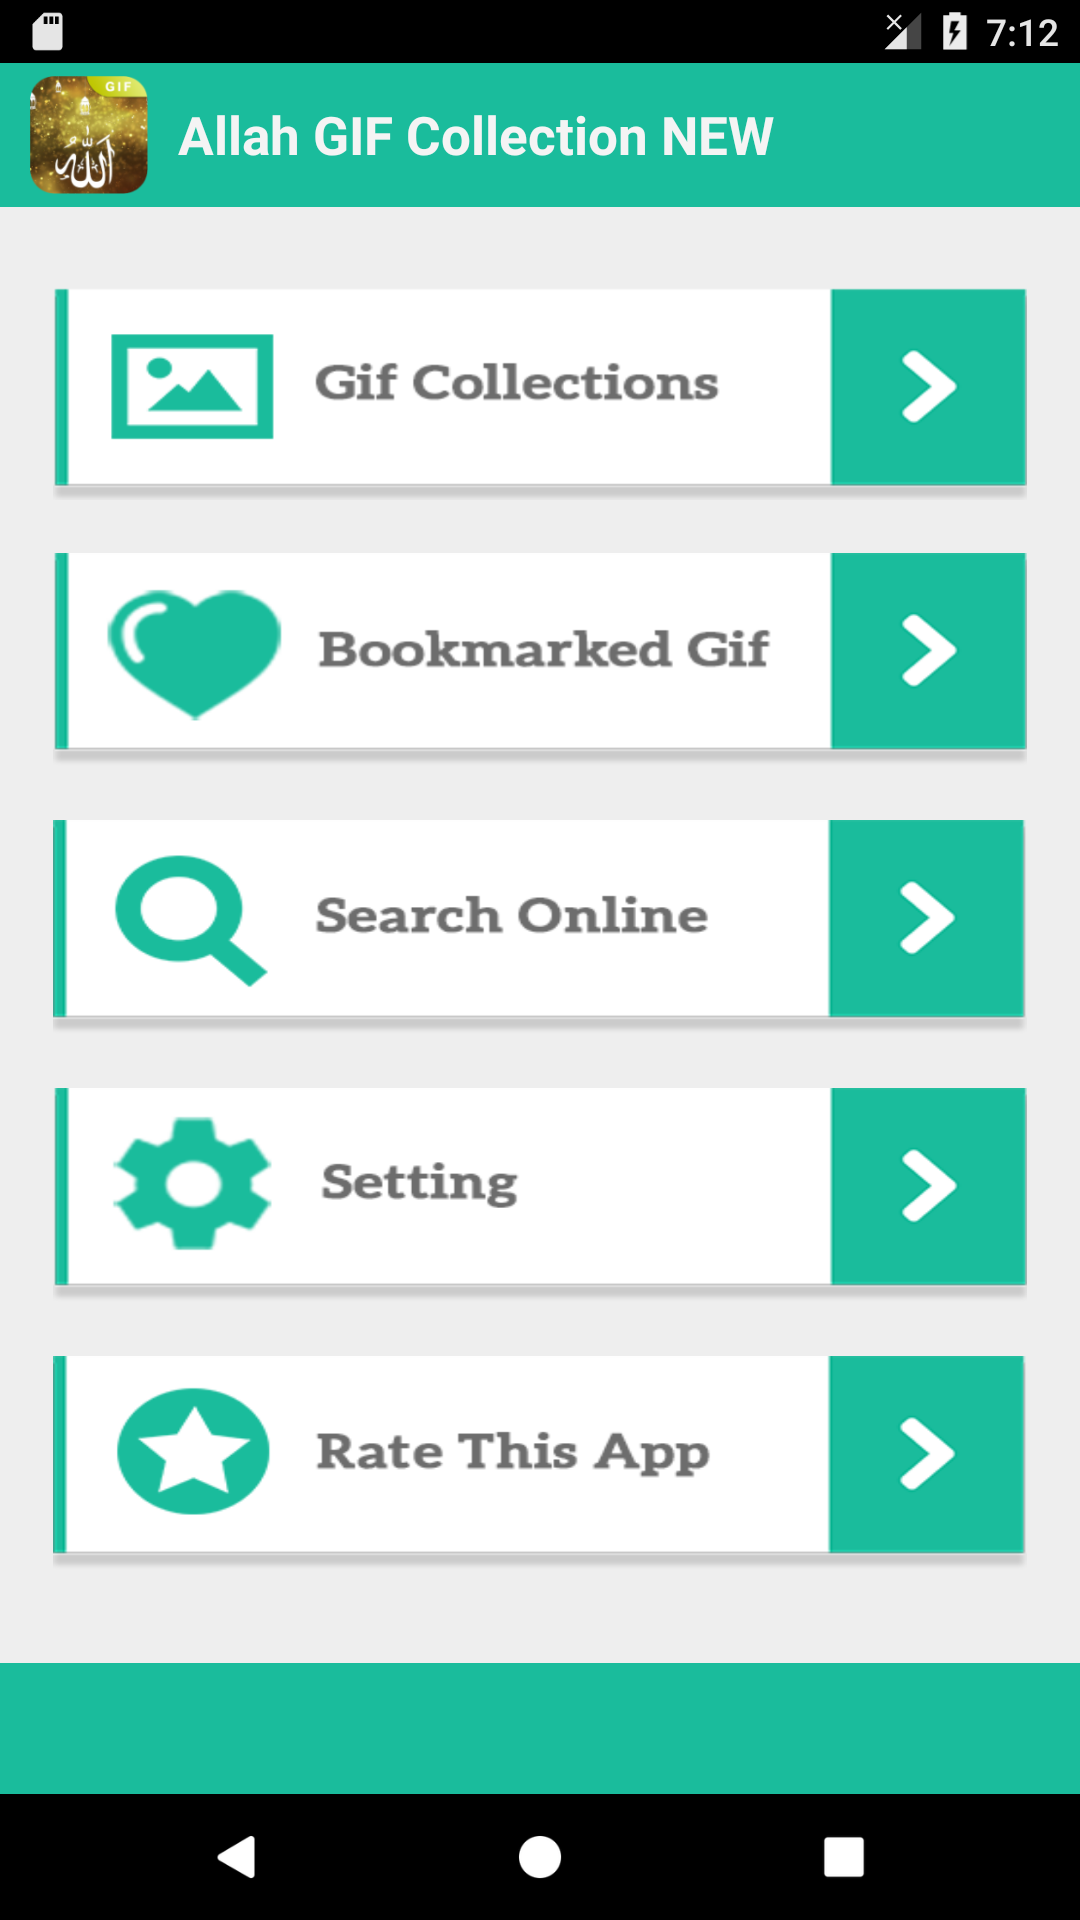 7:12
GIF
الله
Allah GIF Collection NEW
Gif Collections
Bookmarked Gif
Search Online
Setting
Rate This App